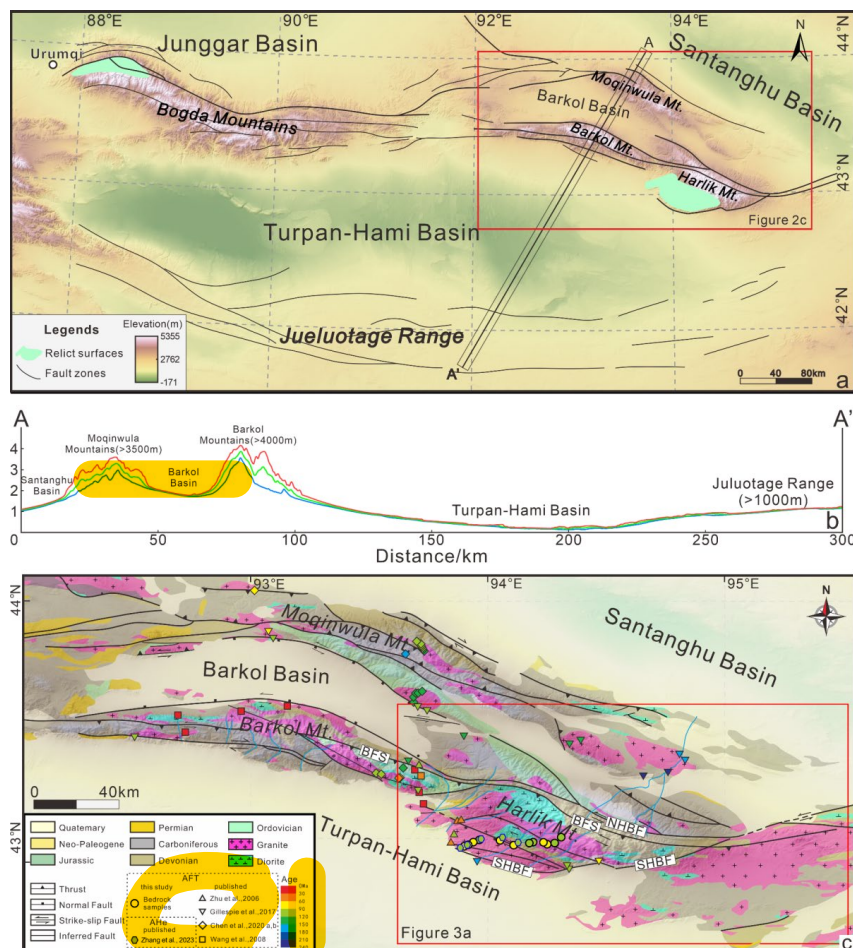 88°E 90°E 92°E 94°E
44°N
43°N
42°N
Urumqi
Junggar Basin
Santanghu Basin
Moqinwula Mt.
Barkol Basin
Bogda Mountains
Barkol Mt.
Harlik Mt.
Figure 2c
Turpan-Hami Basin
Jueluotage Range
A
A'
N
Legends
Relict surfaces
Fault zones
Elevation(m)
5355
2762
-171
0 40 80km
a
A A'
Moqinwula
Mountains(>3500m)
Barkol
Mountains(>4000m)
Santanghu
Basin
Barkol
Basin
Turpan-Hami Basin
Juluotage Range
(>1000m)
4
3
2
1
0 50 100 150 200 250 300
b
Distance/km
93°E 94°E 95°E
44°N
43°N
N
Moqinwula Mt.
Santanghu Basin
Barkol Basin
Barkol Mt.
BFS
Harlik Mt.
BFS
NHBF
SHBF
SHBF
Turpan-Hami Basin
0 40km
Quatemary
Neo-Paleogene
Jurassic
Permian
Carboniferous
Devonian
Ordovician
Granite
Diorite
Thrust
Normal Fault
Strike-slip Fault
Inferred Fault
AFT
this study
Bedrock
samples
AHe
published
Zhang et al., 2023
published
Zhu et al., 2006
Gillespie et al., 2017
Chen et al., 2020 a, b
Wang et al., 2008
Age
Figure 3a
c